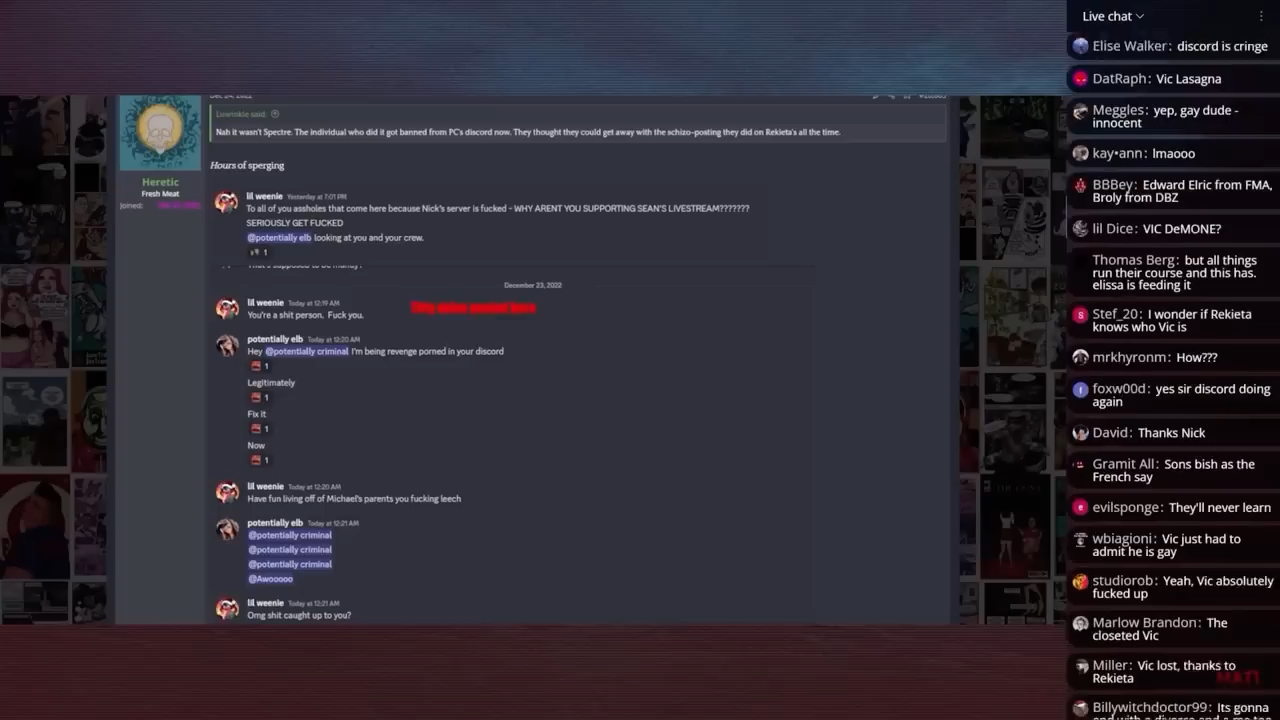 Live chat
Elise Walker: discord is cringe
DatRaph: Vic Lasagna
Meggles: yep, gay dude -
innocent
kay•ann: lmaooo
BBBey: Edward Elric from FMA,
Broly from DBZ
lil Dice: VIC DeMONE?
Thomas Berg: but all things
run their course and this has.
elissa is feeding it
Stef_20: I wonder if Rekieta
knows who Vic is
mrkhyronm: How???
foxw00d: yes sir discord doing
again
David: Thanks Nick
Gramit All: Sons bish as the
French say
evilsponge: They'll never learn
wbiagioni: Vic just had to
admit he is gay
studiorob: Yeah, Vic absolutely
fucked up
Marlow Brandon: The
closeted Vic
Miller: Vic lost, thanks to
Rekieta
Billywitchdoctor99: Its gonna
Heretic
Fresh Meat
Joined:
said:
Nah it wasn't Spectre. The individual who did it got banned from PC's discord now. They thought they could get away with the schizo-posting they did on Rekieta's all the time.
Hours of sperging
lil weenie Yesterday at 7:01 PM
To all of you assholes that come here because Nick's server is fucked - WHY ARENT YOU SUPPORTING SEAN'S LIVESTREAM???????
SERIOUSLY GET FUCKED
@potentially elb looking at you and your crew.
1
December 23, 2022
lil weenie Today at 12:19 AM
You're a shit person. Fuck you.
potentially elb Today at 12:20 AM
Hey @potentially criminal I'm being revenge porned in your discord
1
Legitimately
1
Fix it
1
Now
1
lil weenie Today at 12:20 AM
Have fun living off of Michael's parents you fucking leech
potentially elb Today at 12:21 AM
@potentially criminal
@potentially criminal
@potentially criminal
@Awooooo
lil weenie Today at 12:21 AM
Omg shit caught up to you?